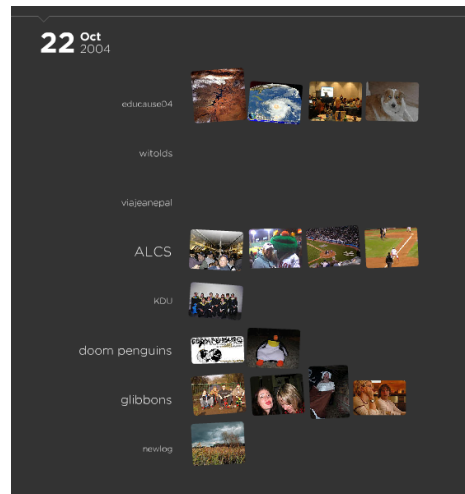 22 Oct
2004
educause04
witolds
viajeanepal
ALCS
KDU
doom penguins
glibbons
newlog